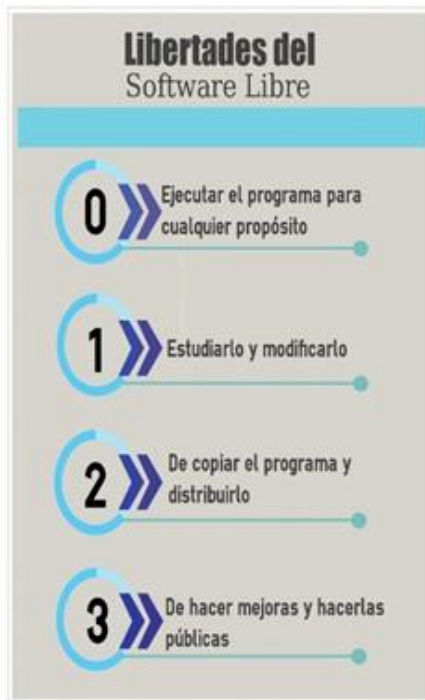 Libertades del
Software Libre
0
Ejecutar el programa para
cualquier propósito
1
Estudiarlo y modificarlo
2
De copiar el programa y
distribuirlo
3
De hacer mejoras y hacerlas
públicas